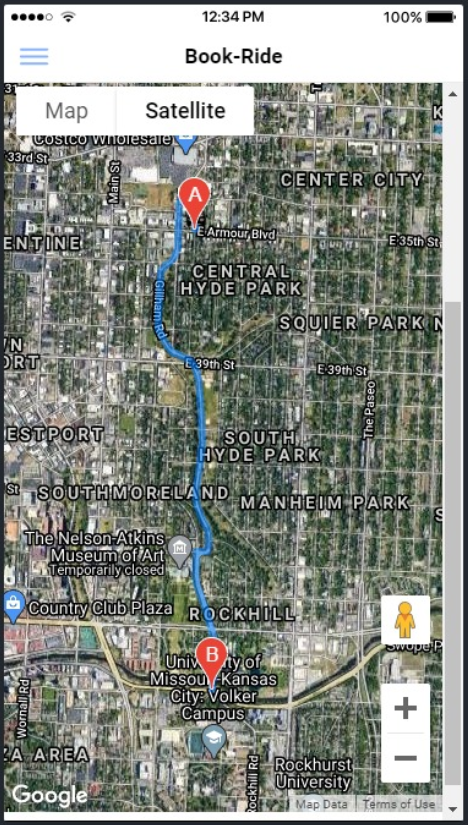 12:34 PM
100%
Book-Ride
Map
Satellite
Costco Wholesale
33rd St
Main St
CENTER CITY
A
E Armour Blvd
E 35th St
ENTINE
CENTRAL
HYDE PARK
Gillham Rd
SQUIER PARK
E 39th St
E 39th St
The Paseo
ESTPORT
SOUTH
HYDE PARK
St
SOUTHMORELAND
MANHEIM PARK
The Nelson-Atkins
Museum of Art
Temporarily closed
Country Club Plaza
ROCKHILL
B
University of
Missouri-Kansas
City: Volker
Campus
Swope P
Wornall Rd
ZA AREA
Rockhill Rd
Rockhurst
University
+
−
Google
Map Data
Terms of Use